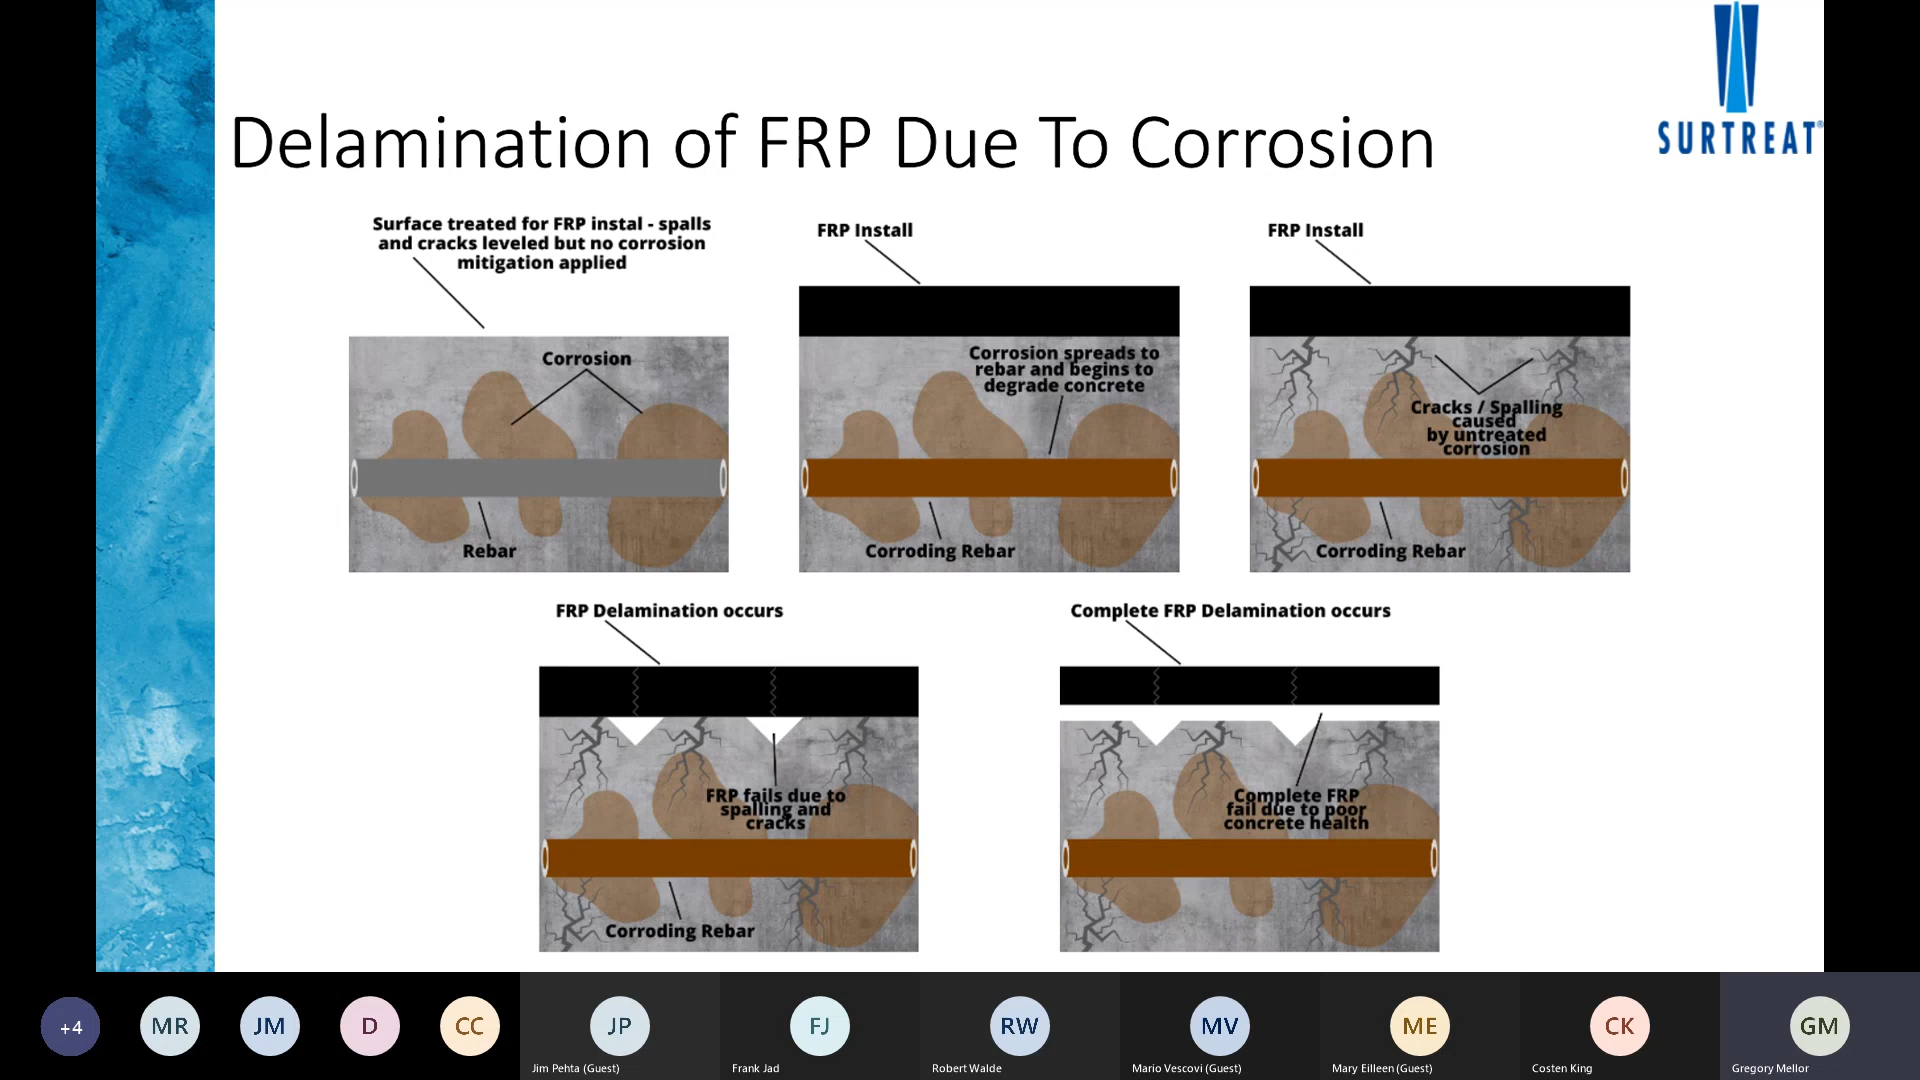 SURTREAT®
Delamination of FRP Due To Corrosion
Surface treated for FRP instal - spalls
and cracks leveled but no corrosion
mitigation applied
Corrosion
Rebar
FRP Install
Corrosion spreads to
rebar and begins to
degrade concrete
Corroding Rebar
FRP Install
Cracks / Spalling
caused
by untreated
corrosion
Corroding Rebar
FRP Delamination occurs
FRP fails due to
spalling and
cracks
Corroding Rebar
Complete FRP Delamination occurs
Complete FRP
fail due to poor
concrete health
+4
MR
JM
D
CC
JP
Jim Pehta (Guest)
FJ
Frank Jad
RW
Robert Walde
MV
Mario Vescovi (Guest)
ME
Mary Eilleen (Guest)
CK
Costen King
GM
Gregory Mellor